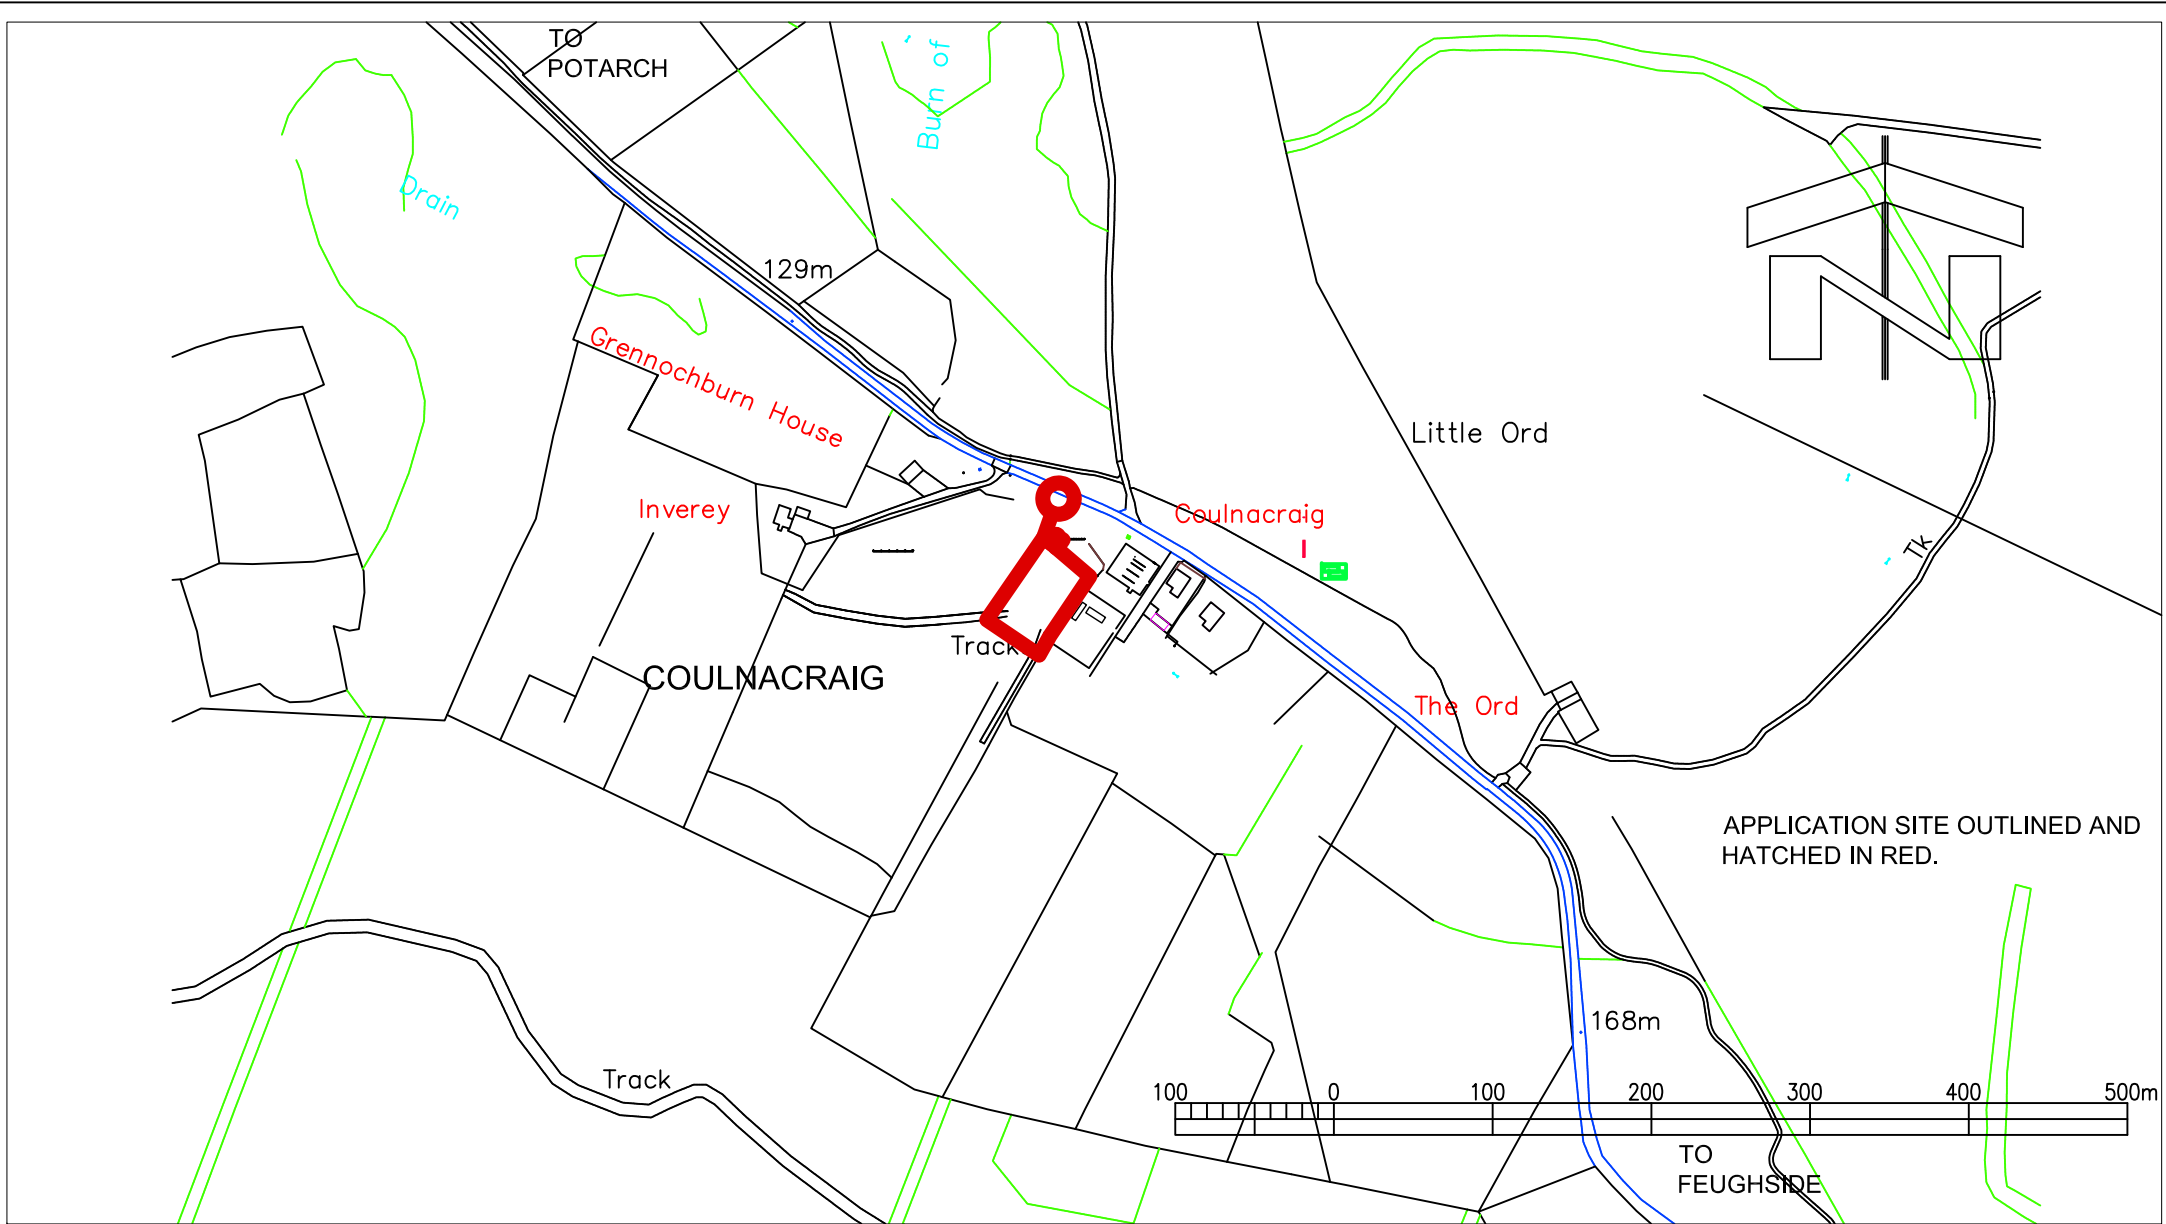 TO
POTARCH
Burn of
Drain
129m
Grennochburn House
Little Ord
Inverey
Coulnacraig
Tk
Track
COULNACRAIG
The Ord
APPLICATION SITE OUTLINED AND
HATCHED IN RED.
168m
Track
100 0 100 200 300 400 500m
TO
FEUGHSIDE